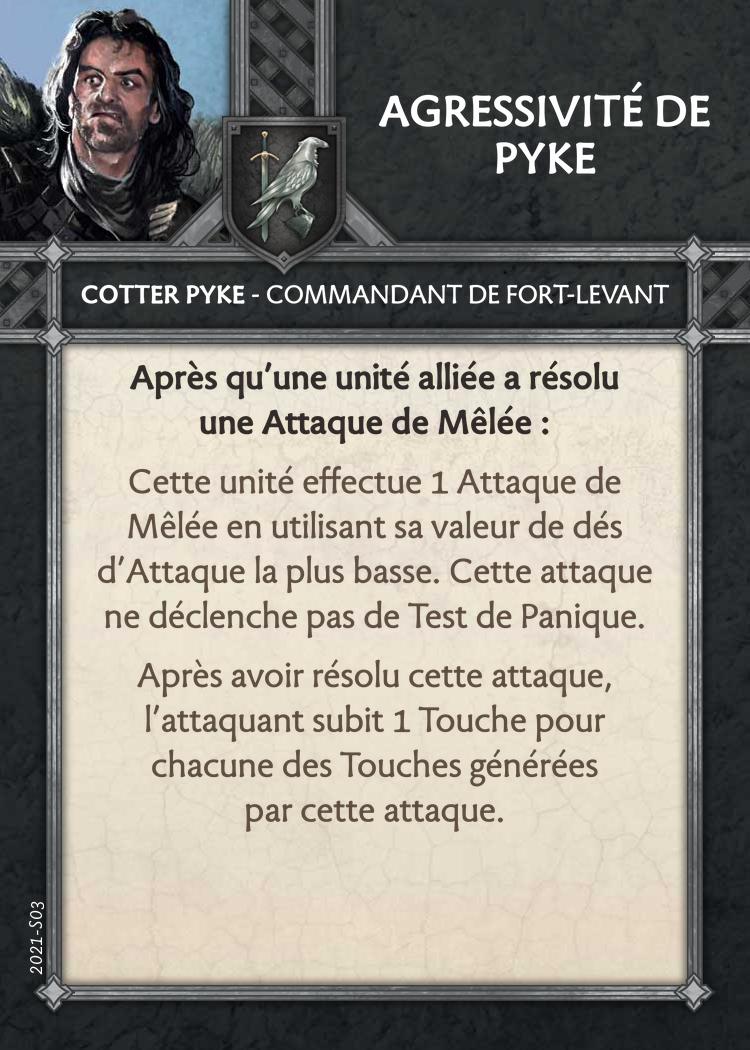 AGRESSIVITÉ DE
PYKE
COTTER PYKE - COMMANDANT DE FORT-LEVANT
Après qu’une unité alliée a résolu
une Attaque de Mêlée :
Cette unité effectue 1 Attaque de
Mêlée en utilisant sa valeur de dés
d’Attaque la plus basse. Cette attaque
ne déclenche pas de Test de Panique.
Après avoir résolu cette attaque,
l’attaquant subit 1 Touche pour
chacune des Touches générées
par cette attaque.
2021-S03